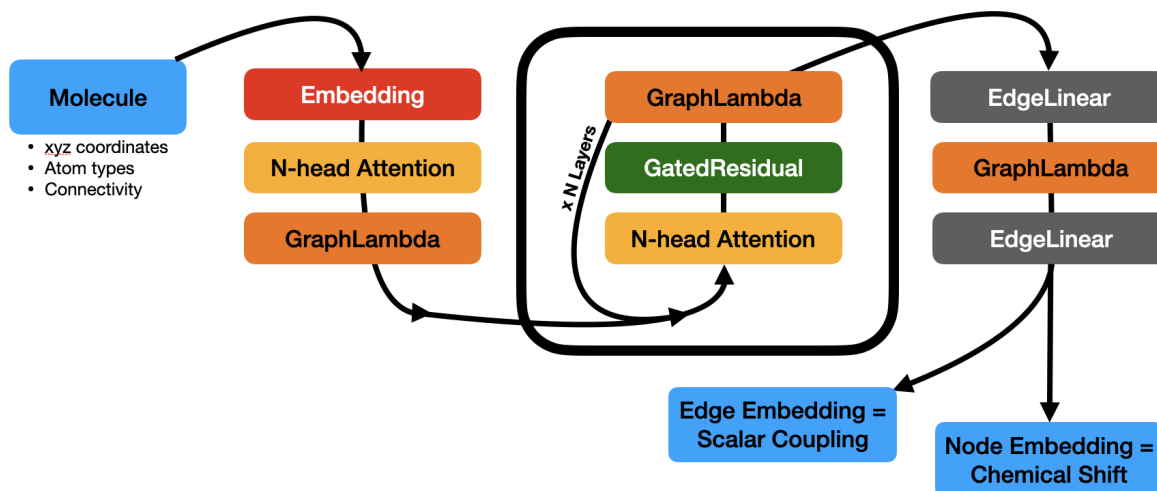 Molecule
• xyz coordinates
• Atom types
• Connectivity
Embedding
N-head Attention
GraphLambda
x N Layers
GraphLambda
GatedResidual
N-head Attention
EdgeLinear
GraphLambda
EdgeLinear
Edge Embedding =
Scalar Coupling
Node Embedding =
Chemical Shift